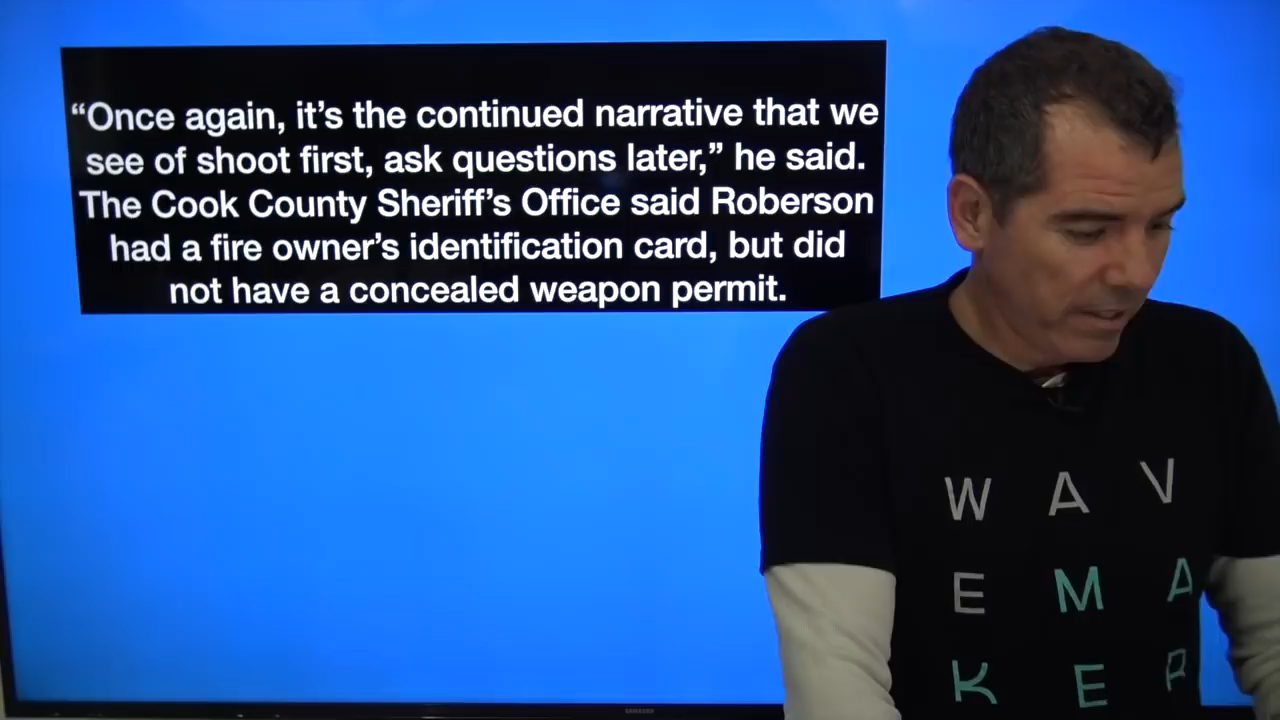 “Once again, it’s the continued narrative that we
see of shoot first, ask questions later,” he said.
The Cook County Sheriff’s Office said Roberson
had a fire owner’s identification card, but did
not have a concealed weapon permit.
W A V
E M A
K E R
SAMSUNG